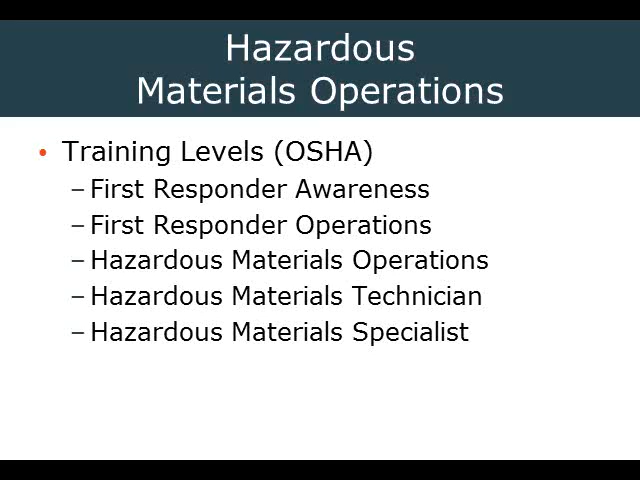 Hazardous
Materials Operations
• Training Levels (OSHA)
– First Responder Awareness
– First Responder Operations
– Hazardous Materials Operations
– Hazardous Materials Technician
– Hazardous Materials Specialist